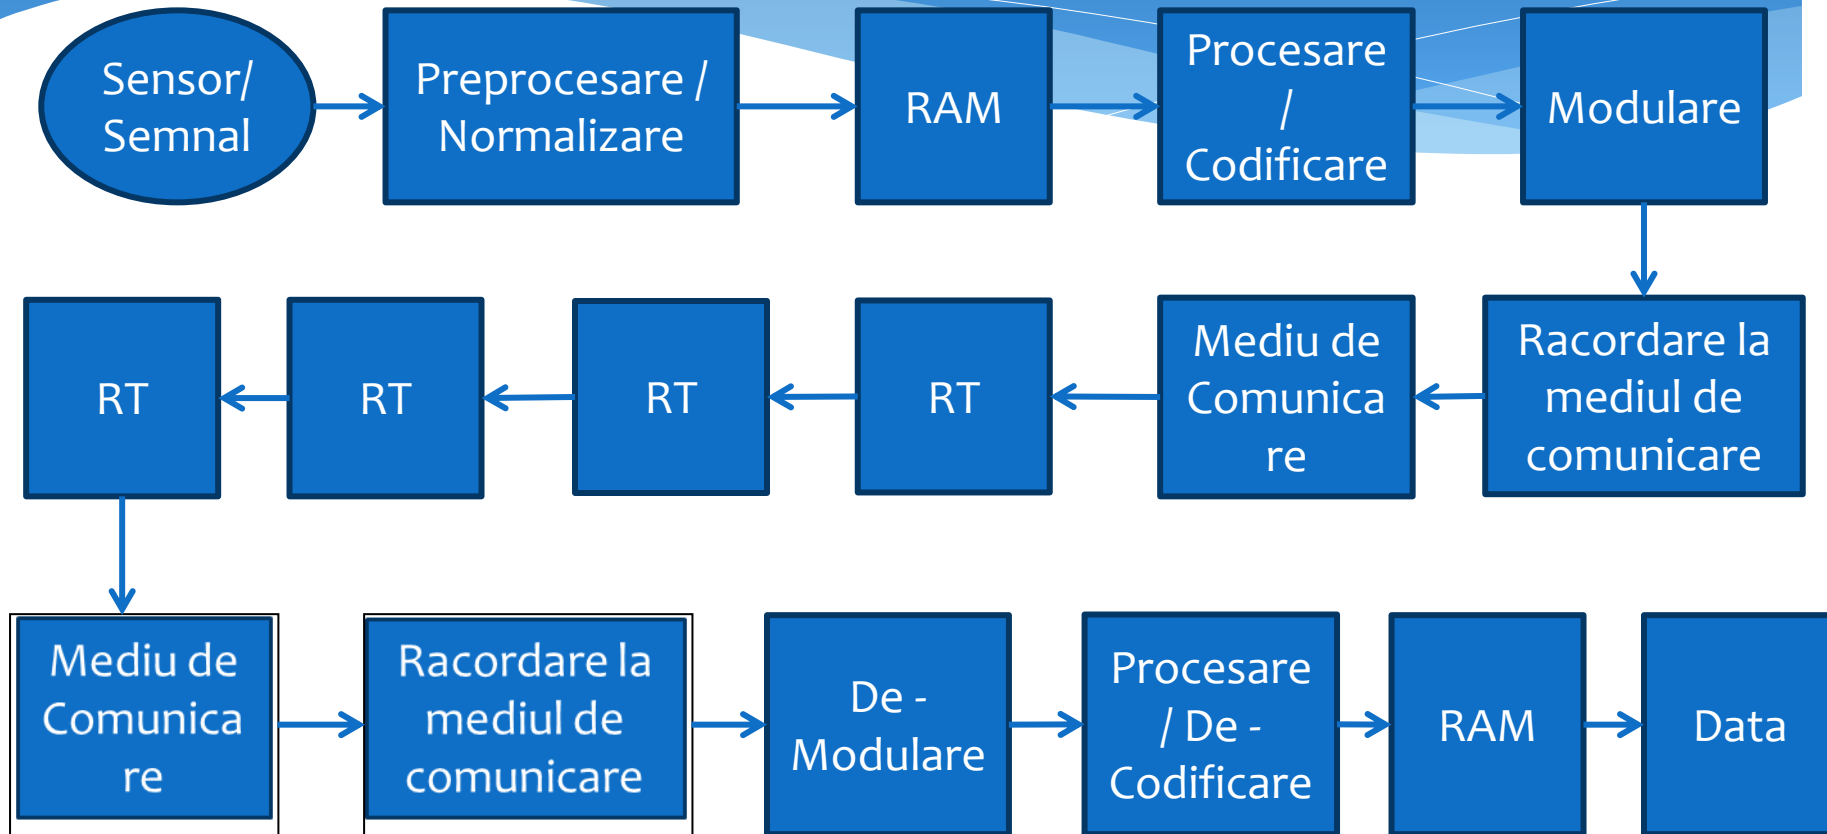 Sensor/
Semnal
Preprocesare /
Normalizare
RAM
Procesare
/
Codificare
Modulare
RT
RT
RT
RT
Mediu de
Comunica
re
Racordare la
mediul de
comunicare
Mediu de
Comunica
re
Racordare la
mediul de
comunicare
De -
Modulare
Procesare
/ De -
Codificare
RAM
Data